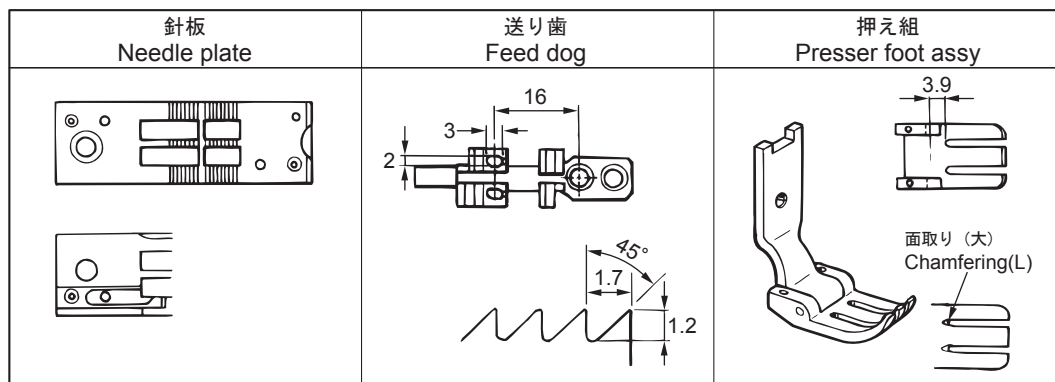 針板
Needle plate
送り歯
Feed dog
押え組
Presser foot assy
16
3
2
45°
1.7
1.2
3.9
面取り（大）
Chamfering(L)